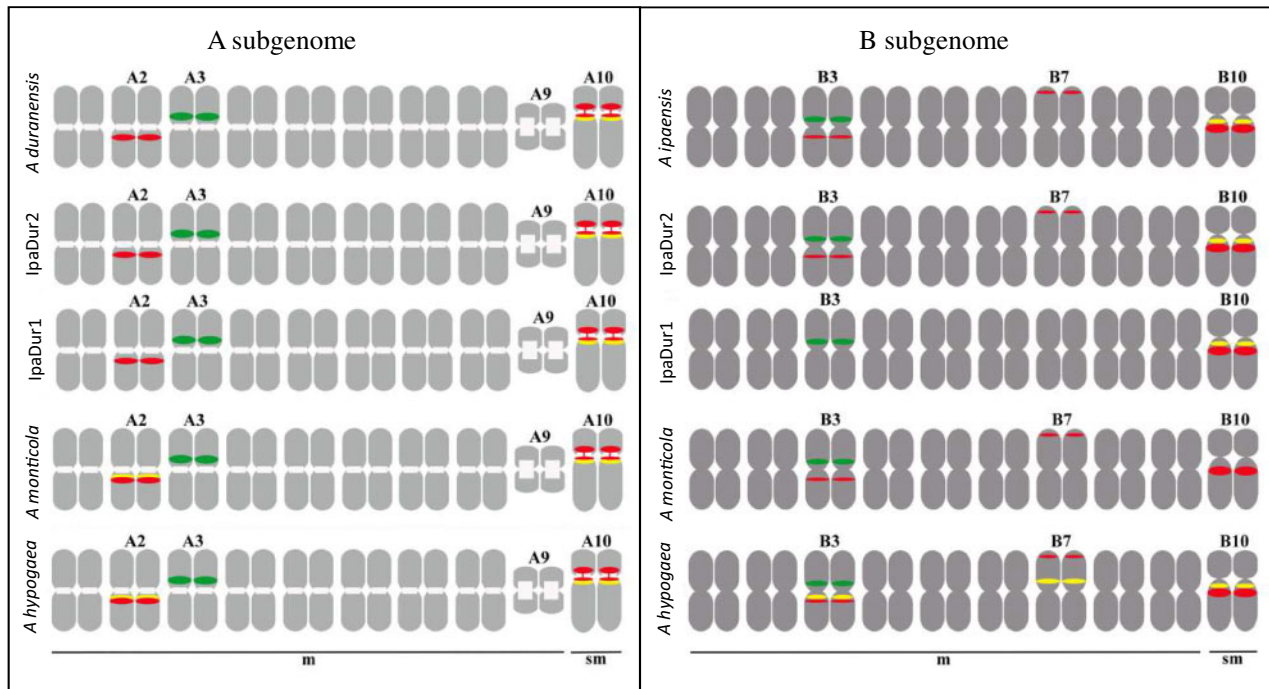 A subgenome
A2 A3 A9 A10
A duranensis
A2 A3 A9 A10
IpaDur2
A2 A3 A9 A10
IpaDur1
A2 A3 A9 A10
A monticola
A2 A3 A9 A10
A hypogaea
m sm
B subgenome
B3 B7 B10
A ipaensis
B3 B7 B10
IpaDur2
B3 B10
IpaDur1
B3 B7 B10
A monticola
B3 B7 B10
A hypogaea
m sm